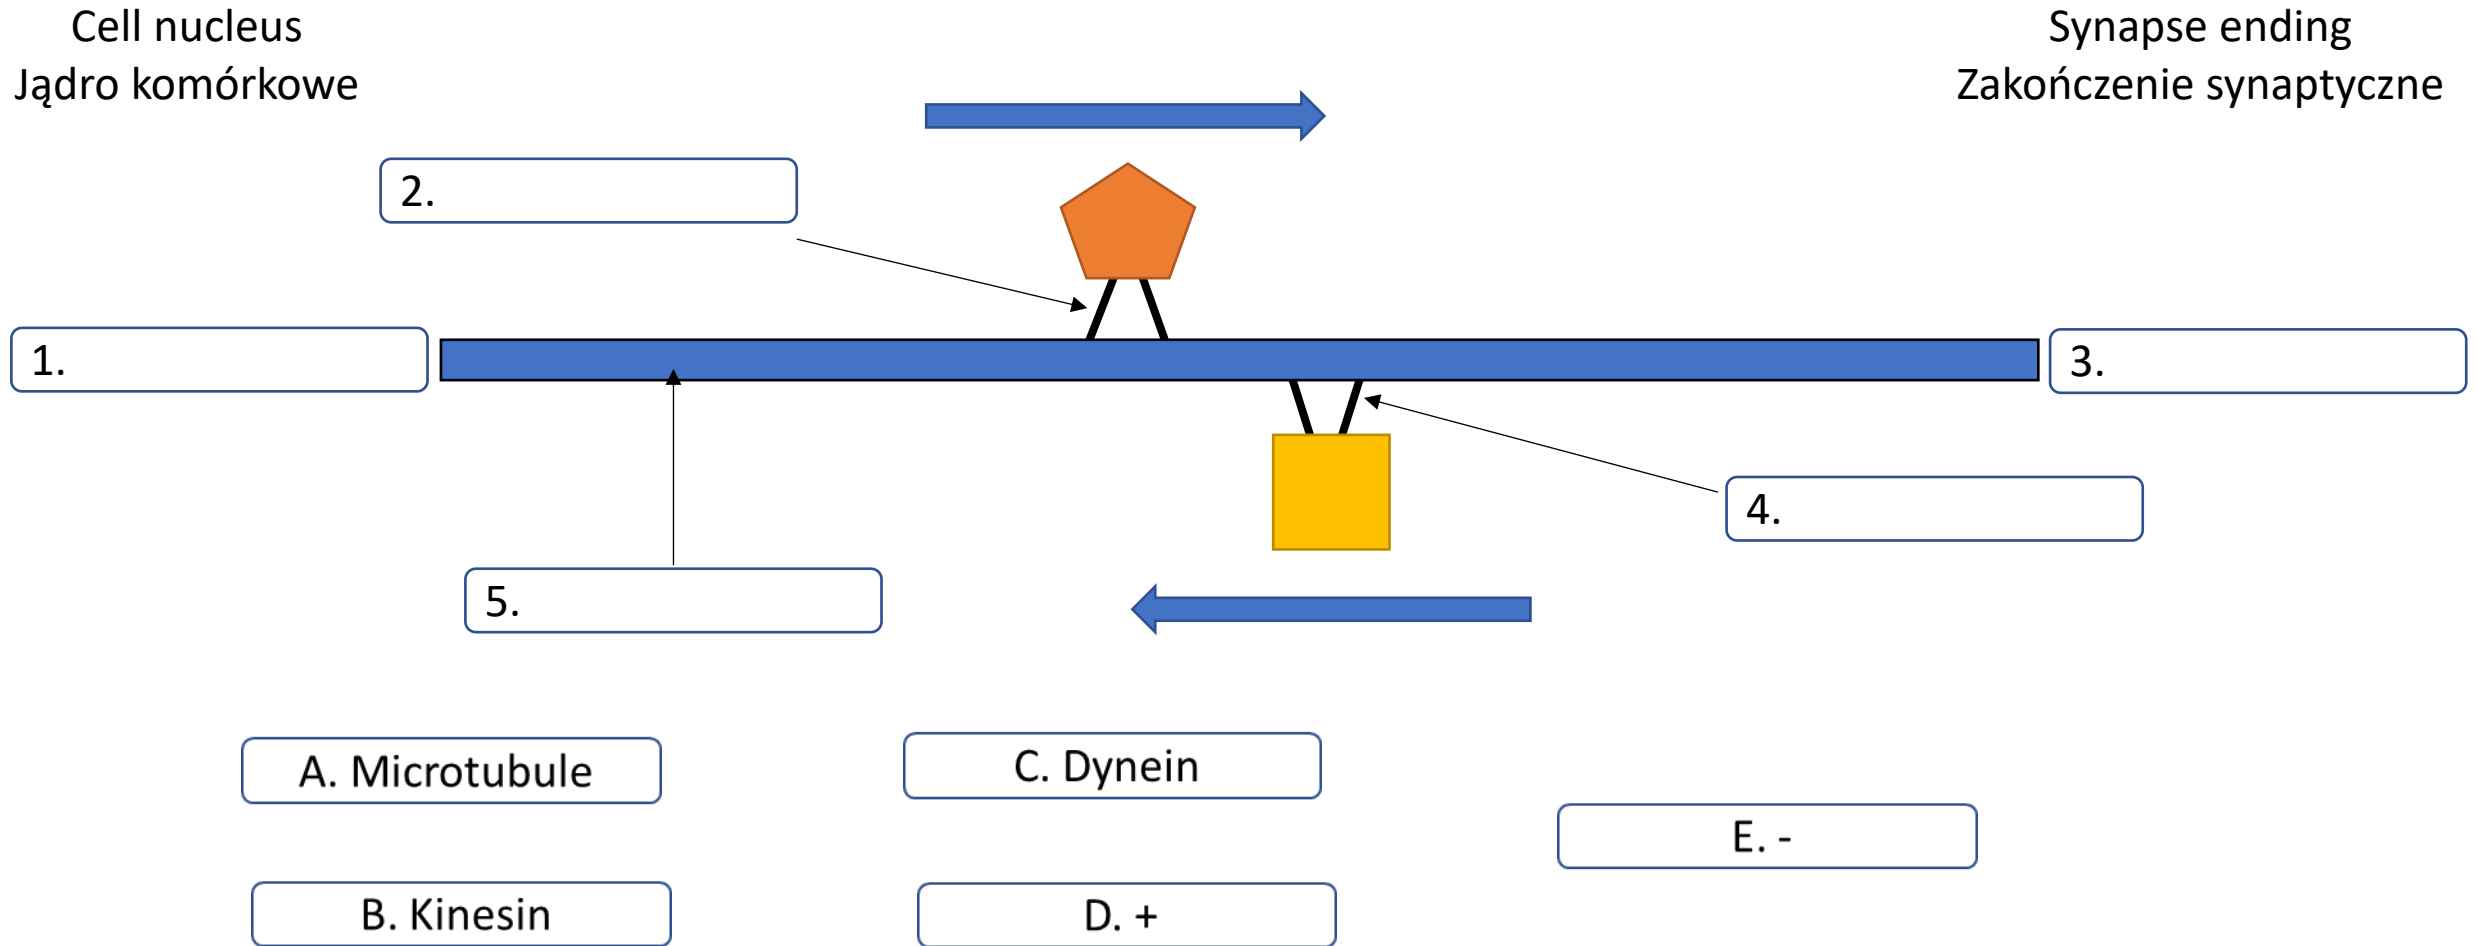 Cell nucleus
Jądro komórkowe
Synapse ending
Zakończenie synaptyczne
2.
1.
3.
4.
5.
A. Microtubule
C. Dynein
E. -
B. Kinesin
D. +